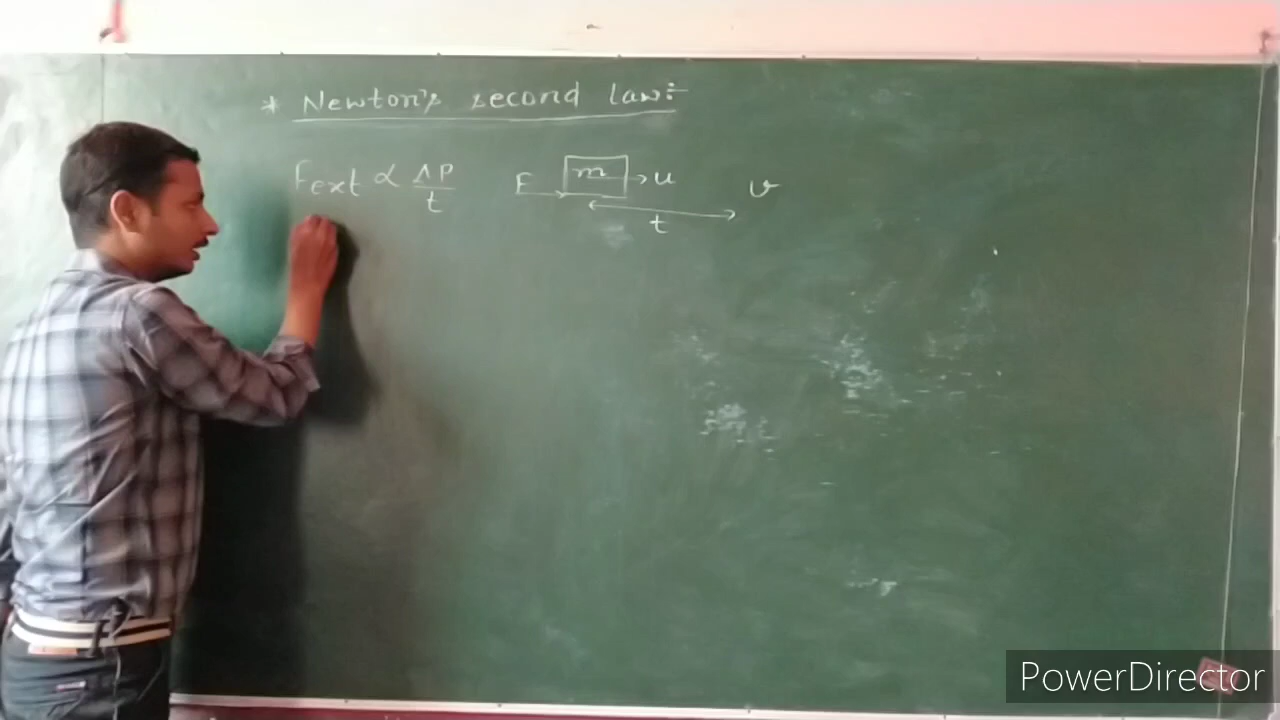 * Newton's second law:-
Fext ∝ ΔP/t F m → u v
t
PowerDirector